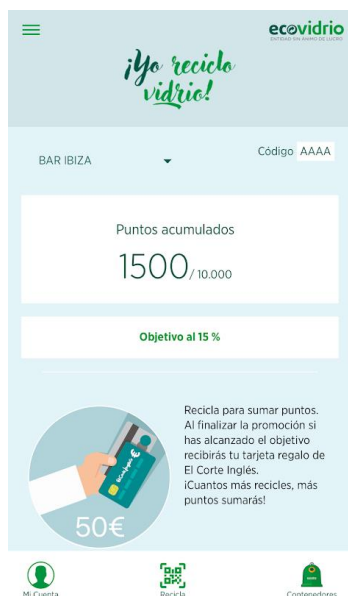 ecovidrio
ENTIDAD SIN ÁNIMO DE LUCRO
¡Yo reciclo
vidrio!
BAR IBIZA
Código AAAA
Puntos acumulados
1500/10.000
Objetivo al 15 %
Recicla para sumar puntos.
Al finalizar la promoción si
has alcanzado el objetivo
recibirás tu tarjeta regalo de
El Corte Inglés.
¡Cuantos más recicles, más
puntos sumarás!
50€
Mi Cuenta
Recicla
Contenedores